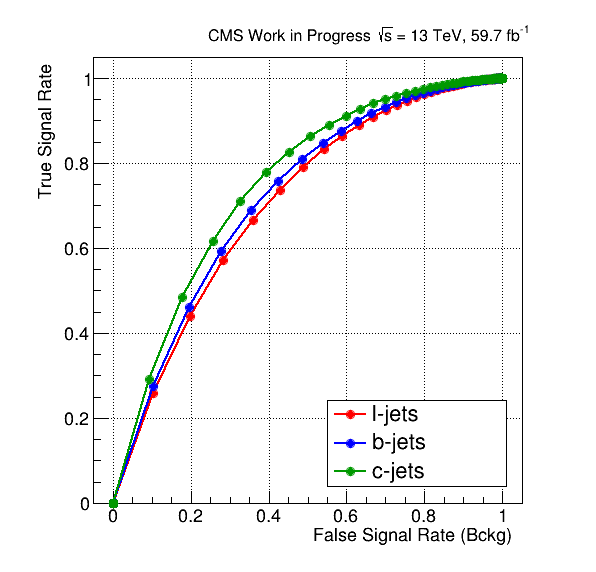 CMS Work in Progress √s = 13 TeV, 59.7 fb⁻¹
True Signal Rate
1
0.8
0.6
0.4
0.2
0
l-jets
b-jets
c-jets
0 0.2 0.4 0.6 0.8 1
False Signal Rate (Bckg)